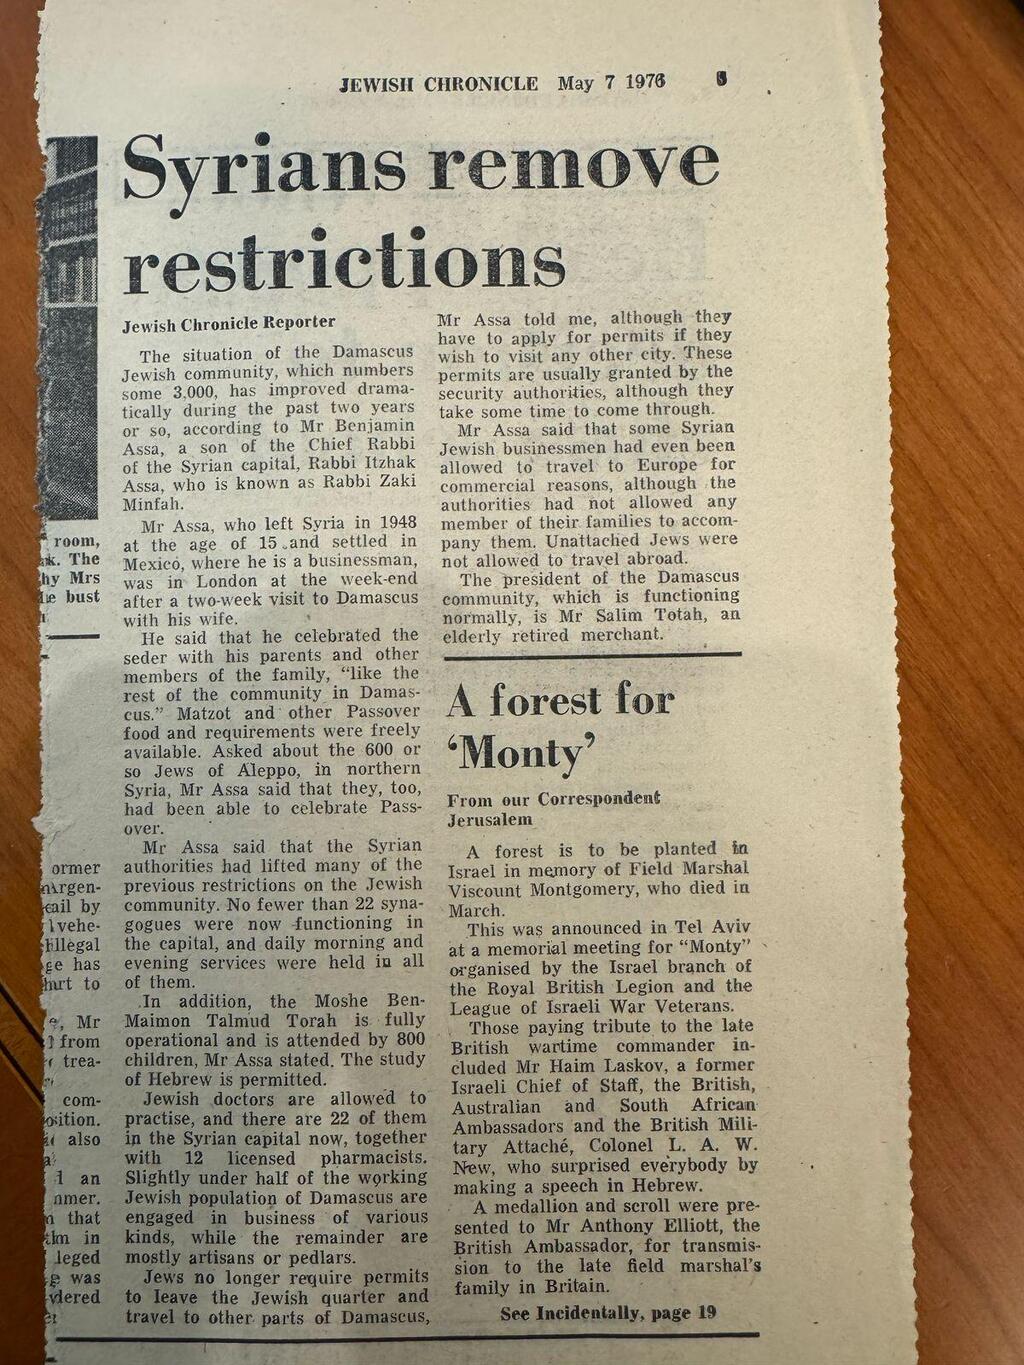 JEWISH CHRONICLE May 7 1976
Syrians remove
restrictions
Jewish Chronicle Reporter
The situation of the Damascus
Jewish community, which numbers
some 3,000, has improved drama-
tically during the past two years
or so, according to Mr Benjamin
Assa, a son of the Chief Rabbi
of the Syrian capital, Rabbi Itzhak
Assa, who is known as Rabbi Zaki
Minfah.
Mr Assa, who left Syria in 1948
at the age of 15 and settled in
Mexico, where he is a businessman,
was in London at the week-end
after a two-week visit to Damascus
with his wife.
He said that he celebrated the
seder with his parents and other
members of the family, "like the
rest of the community in Damas-
cus." Matzot and other Passover
food and requirements were freely
available. Asked about the 600 or
so Jews of Aleppo, in northern
Syria, Mr Assa said that they, too,
had been able to celebrate Pass-
over.
Mr Assa said that the Syrian
authorities had lifted many of the
previous restrictions on the Jewish
community. No fewer than 22 syna-
gogues were now functioning in
the capital, and daily morning and
evening services were held in all
of them.
In addition, the Moshe Ben-
Maimon Talmud Torah is fully
operational and is attended by 800
children, Mr Assa stated. The study
of Hebrew is permitted.
Jewish doctors are allowed to
practise, and there are 22 of them
in the Syrian capital now, together
with 12 licensed pharmacists.
Slightly under half of the working
Jewish population of Damascus are
engaged in business of various
kinds, while the remainder are
mostly artisans or pedlars.
Jews no longer require permits
to leave the Jewish quarter and
travel to other parts of Damascus,
Mr Assa told me, although they
have to apply for permits if they
wish to visit any other city. These
permits are usually granted by the
security authorities, although they
take some time to come through.
Mr Assa said that some Syrian
Jewish businessmen had even been
allowed to travel to Europe for
commercial reasons, although the
authorities had not allowed any
member of their families to accom-
pany them. Unattached Jews were
not allowed to travel abroad.
The president of the Damascus
community, which is functioning
normally, is Mr Salim Totah, an
elderly retired merchant.
A forest for
'Monty'
From our Correspondent
Jerusalem
A forest is to be planted in
Israel in memory of Field Marshal
Viscount Montgomery, who died in
March.
This was announced in Tel Aviv
at a memorial meeting for "Monty"
organised by the Israel branch of
the Royal British Legion and the
League of Israeli War Veterans.
Those paying tribute to the late
British wartime commander in-
cluded Mr Haim Laskov, a former
Israeli Chief of Staff, the British,
Australian and South African
Ambassadors and the British Mili-
tary Attaché, Colonel L. A. W.
New, who surprised everybody by
making a speech in Hebrew.
A medallion and scroll were pre-
sented to Mr Anthony Elliott, the
British Ambassador, for transmis-
sion to the late field marshal's
family in Britain.
See Incidentally, page 19
room,
The
Mrs
bust
ormer
by
has
to
Mr
from
trea-
com-
also
an
that
in
was